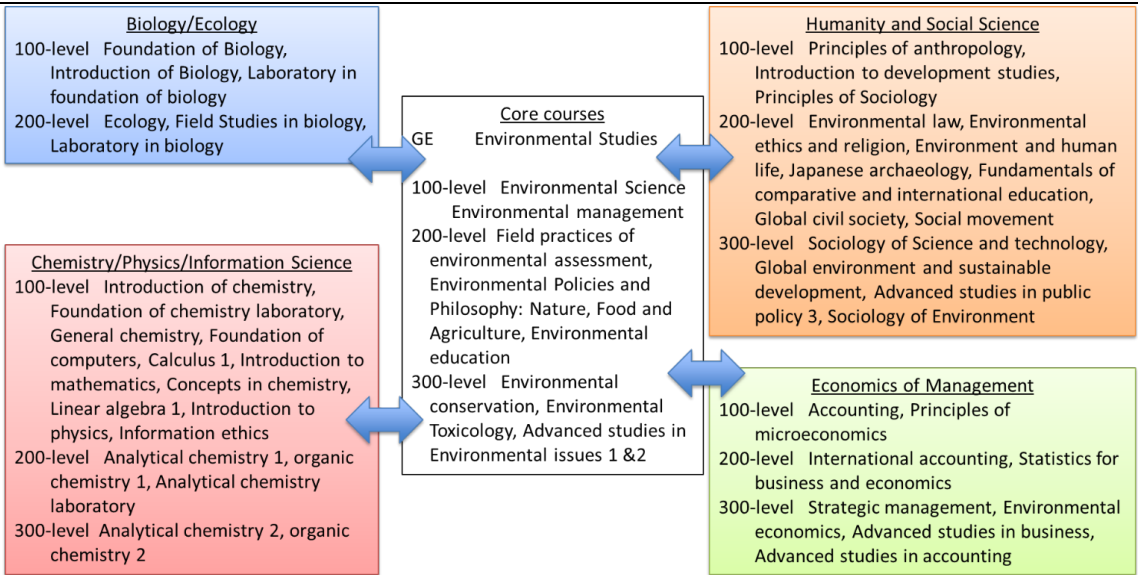 Biology/Ecology
100-level Foundation of Biology,
Introduction of Biology, Laboratory in
foundation of biology
200-level Ecology, Field Studies in biology,
Laboratory in biology
Chemistry/Physics/Information Science
100-level Introduction of chemistry,
Foundation of chemistry laboratory,
General chemistry, Foundation of
computers, Calculus 1, Introduction to
mathematics, Concepts in chemistry,
Linear algebra 1, Introduction to
physics, Information ethics
200-level Analytical chemistry 1, organic
chemistry 1, Analytical chemistry
laboratory
300-level Analytical chemistry 2, organic
chemistry 2
Core courses
GE Environmental Studies
100-level Environmental Science
Environmental management
200-level Field practices of
environmental assessment,
Environmental Policies and
Philosophy: Nature, Food and
Agriculture, Environmental
education
300-level Environmental
conservation, Environmental
Toxicology, Advanced studies in
Environmental issues 1 &2
Humanity and Social Science
100-level Principles of anthropology,
Introduction to development studies,
Principles of Sociology
200-level Environmental law, Environmental
ethics and religion, Environment and human
life, Japanese archaeology, Fundamentals of
comparative and international education,
Global civil society, Social movement
300-level Sociology of Science and technology,
Global environment and sustainable
development, Advanced studies in public
policy 3, Sociology of Environment
Economics of Management
100-level Accounting, Principles of
microeconomics
200-level International accounting, Statistics for
business and economics
300-level Strategic management, Environmental
economics, Advanced studies in business,
Advanced studies in accounting